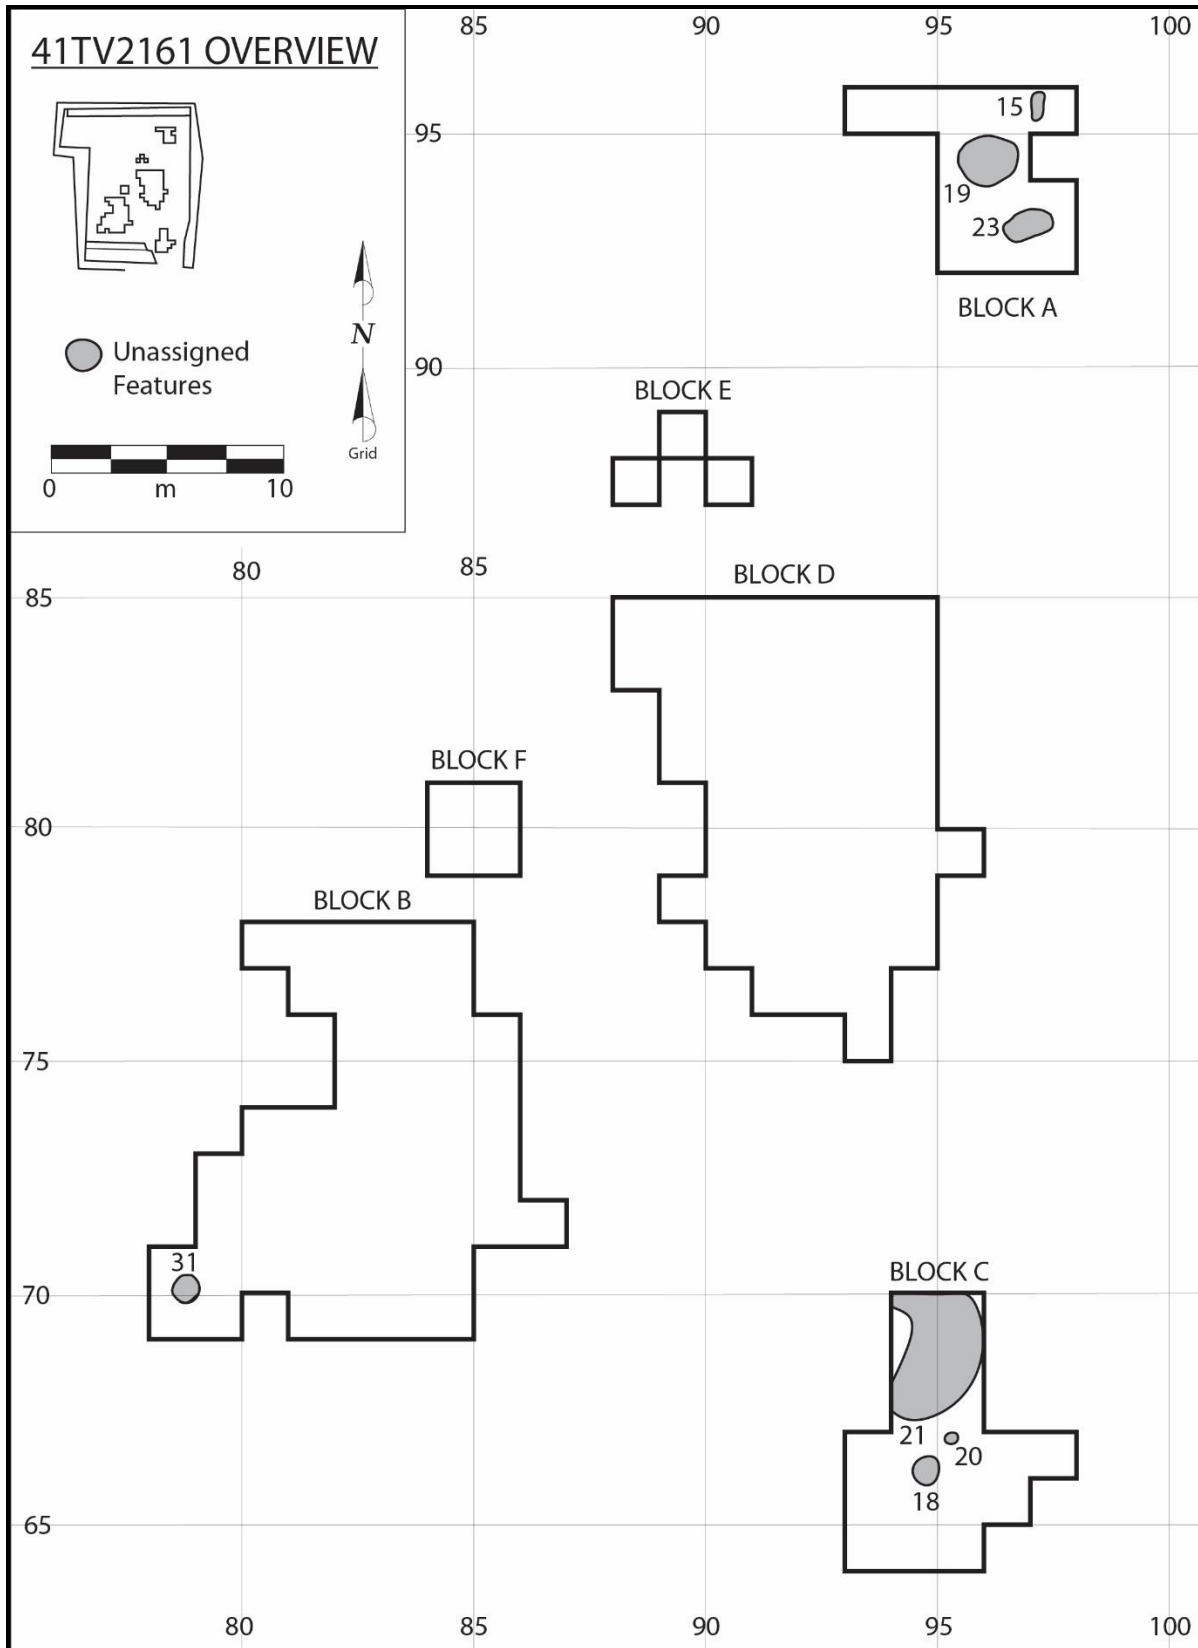 85 90 95 100
41TV2161 OVERVIEW
15
95
19
23
BLOCK A
N
Unassigned
Features
90
BLOCK E
Grid
0 m 10
80 85
BLOCK D
85
BLOCK F
80
BLOCK B
75
31
BLOCK C
70
21
20
18
65
80 85 90 95 100